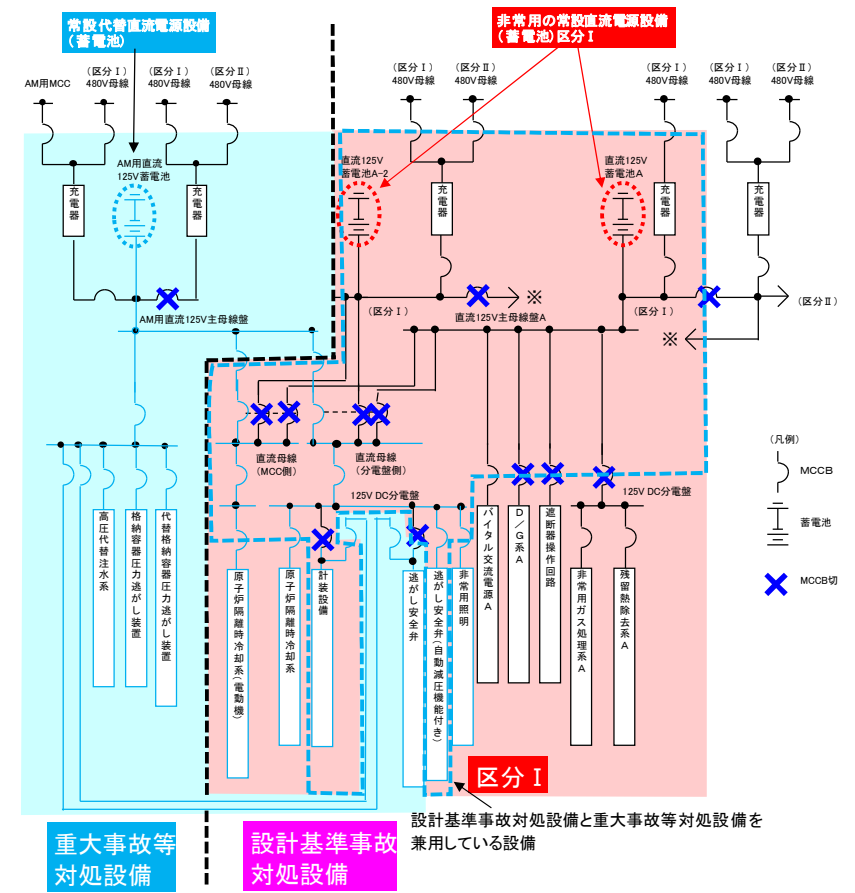 常設代替直流電源設備
(蓄電池)
非常用の常設直流電源設備
(蓄電池)区分Ⅰ
AM用MCC
(区分Ⅰ)
480V母線
(区分Ⅰ)
480V母線
(区分Ⅱ)
480V母線
(区分Ⅰ)
480V母線
(区分Ⅱ)
480V母線
(区分Ⅰ)
480V母線
(区分Ⅰ)
480V母線
(区分Ⅱ)
480V母線
AM用直流
125V蓄電池
直流125V
蓄電池A-2
直流125V
蓄電池A
充電器
充電器
充電器
充電器
充電器
※
(区分Ⅱ)
AM用直流125V主母線盤
(区分Ⅰ)
直流125V主母線盤A
(区分Ⅰ)
※
直流母線
(MCC側)
直流母線
(分電盤側)
125V DC分電盤
125V DC分電盤
(凡例)
MCCB
蓄電池
MCCB切
高圧代替注水系
格納容器圧力逃がし装置
代替格納容器圧力逃がし装置
原子炉隔離時冷却系(電動機)
原子炉隔離時冷却系
計装設備
逃がし安全弁
逃がし安全弁(自動減圧機能付き)
非常用照明
バイタル交流電源A
D/G系A
遮断器操作回路
非常用ガス処理系A
残留熱除去系A
区分Ⅰ
設計基準事故対処設備と重大事故等対処設備を
兼用している設備
重大事故等
対処設備
設計基準事故
対処設備